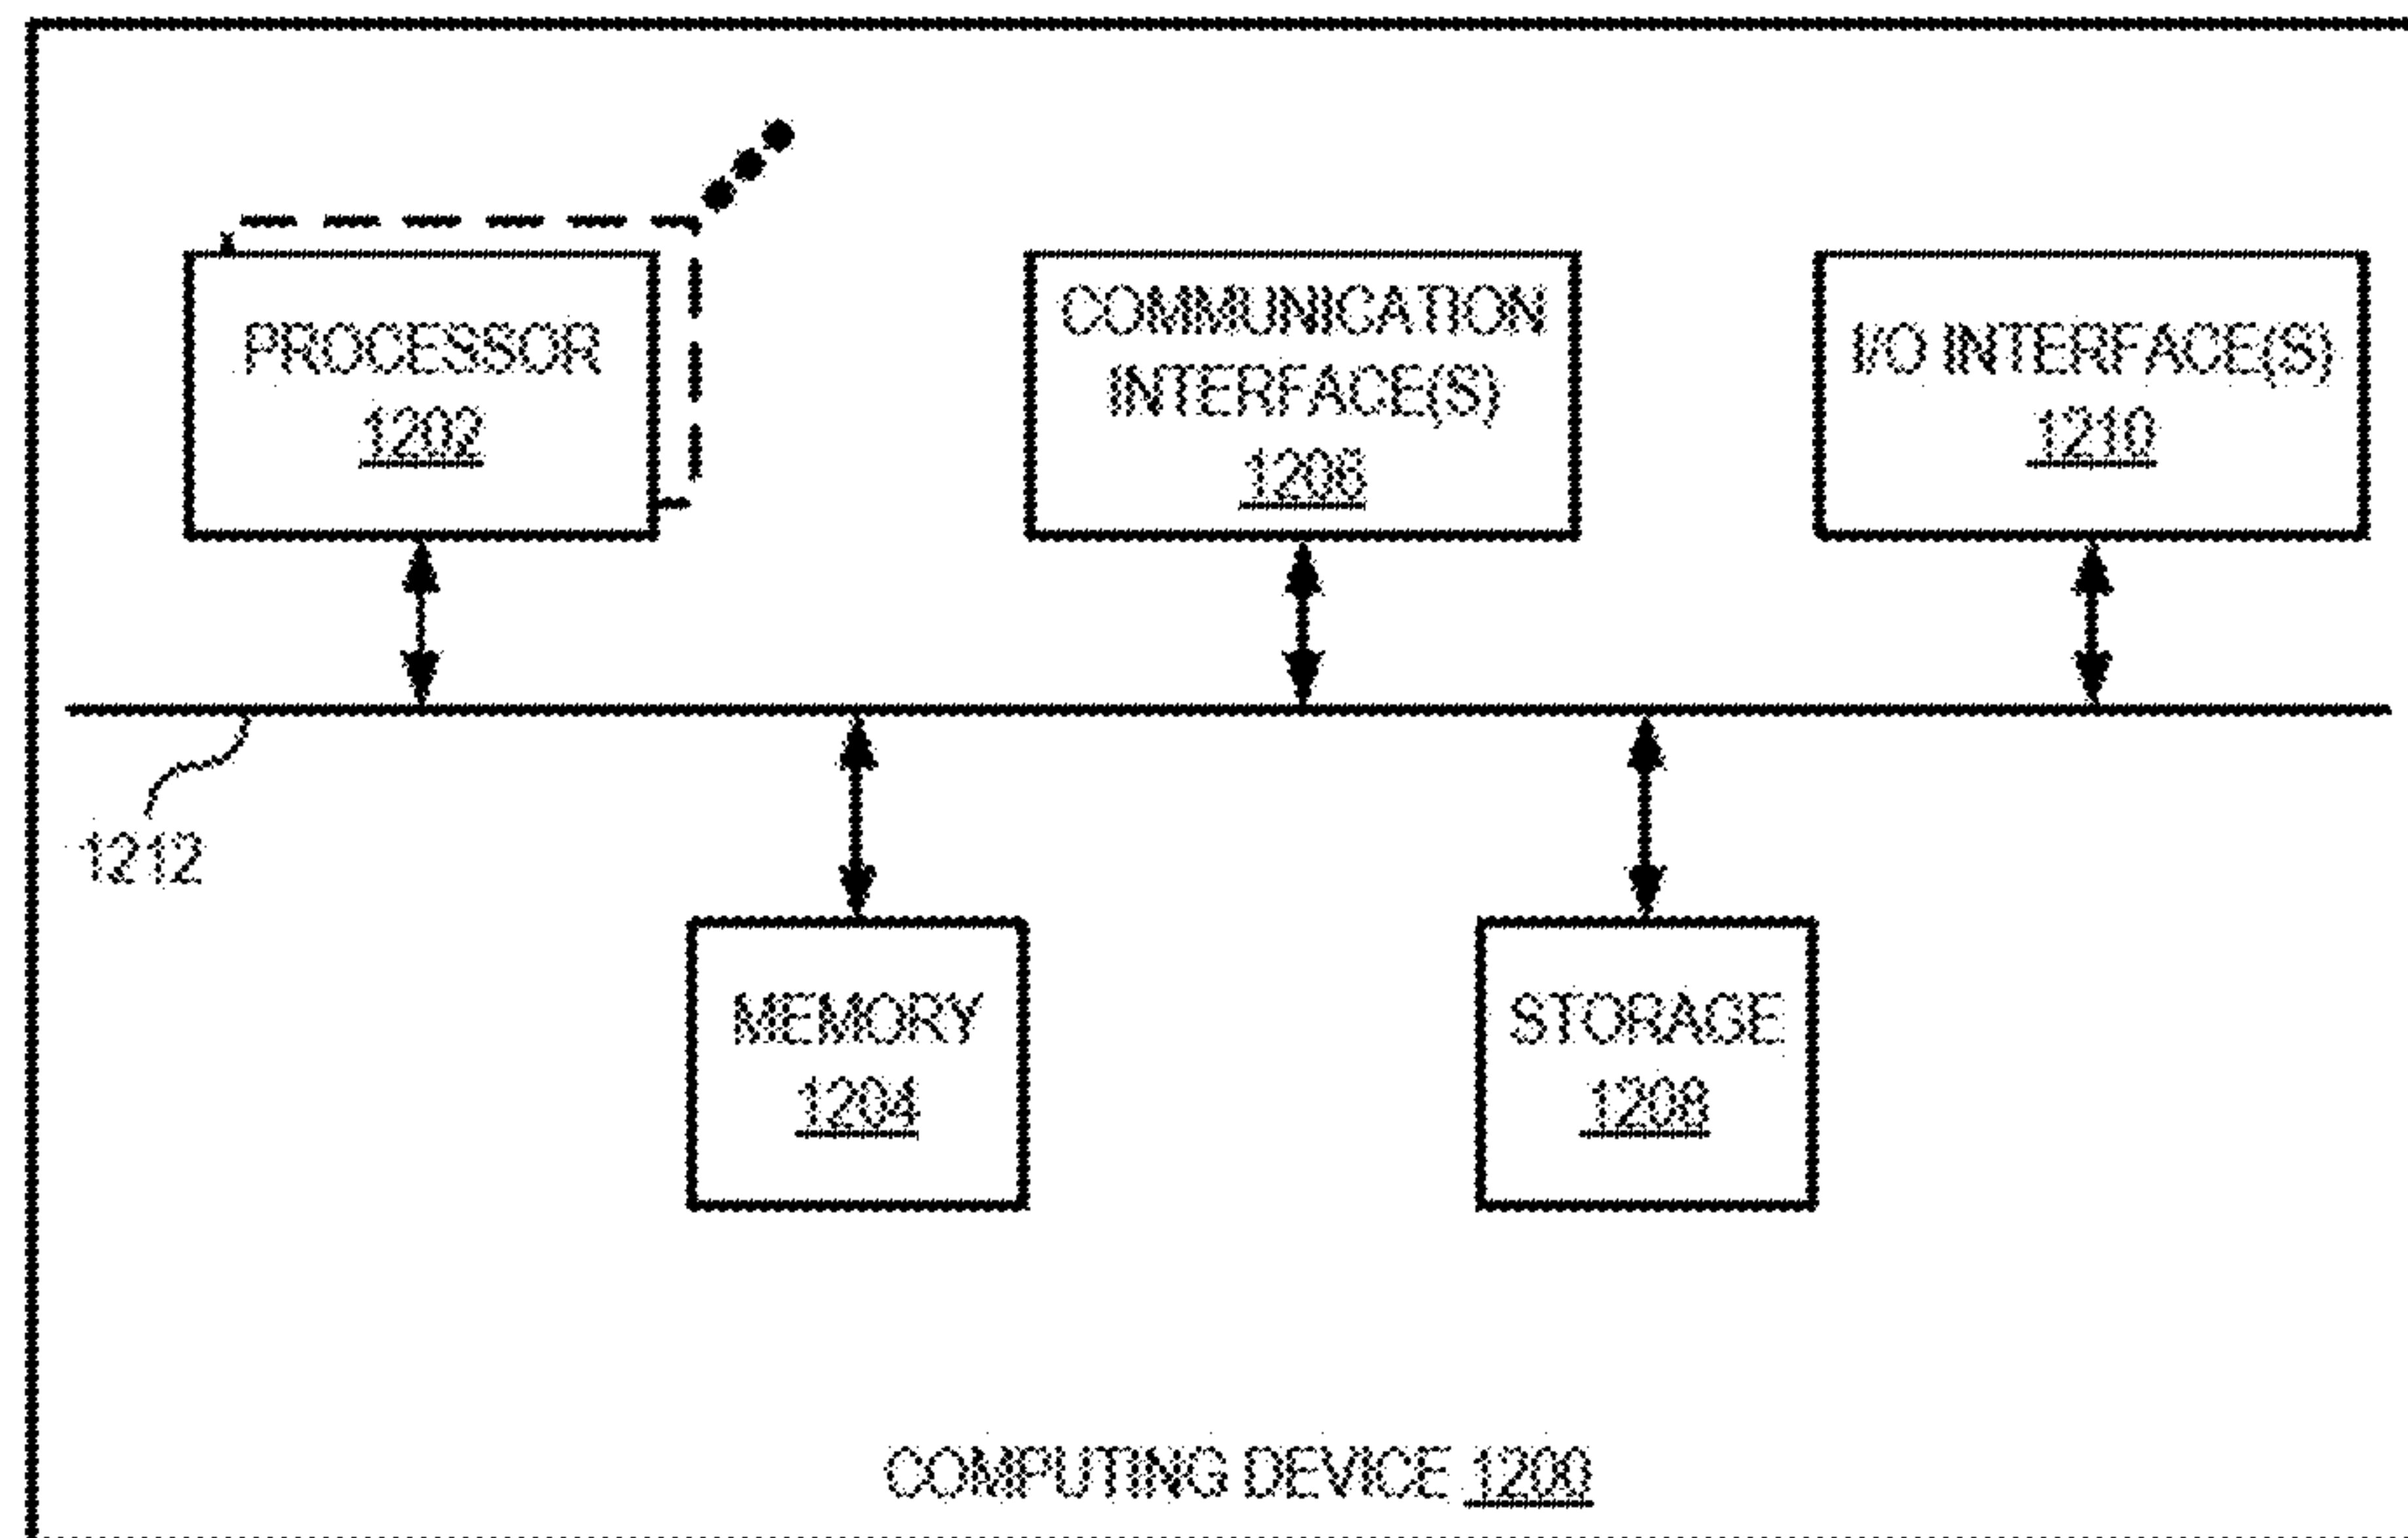 PROCESSOR
1202
COMMUNICATION
INTERFACE(S)
1206
I/O INTERFACE(S)
1210
1212
MEMORY
1204
STORAGE
1208
COMPUTING DEVICE 1200